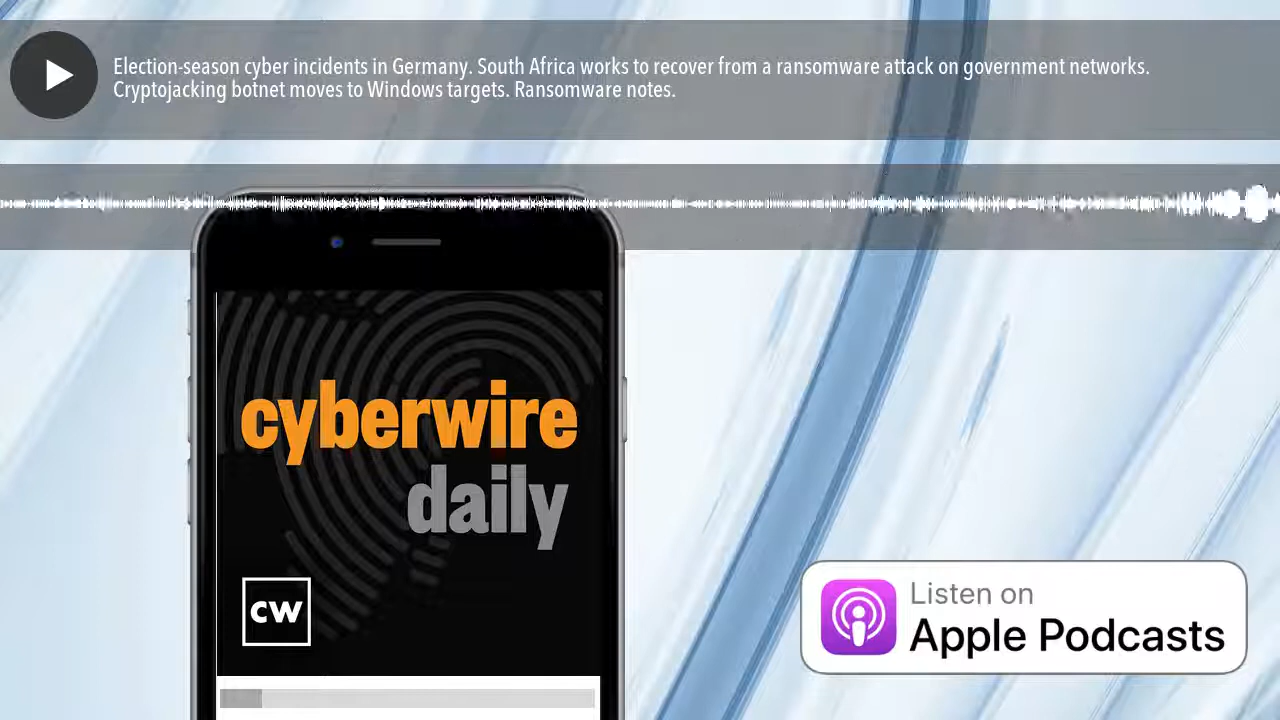 Election-season cyber incidents in Germany. South Africa works to recover from a ransomware attack on government networks.
Cryptojacking botnet moves to Windows targets. Ransomware notes.
cyberwire
daily
CW
Listen on
Apple Podcasts